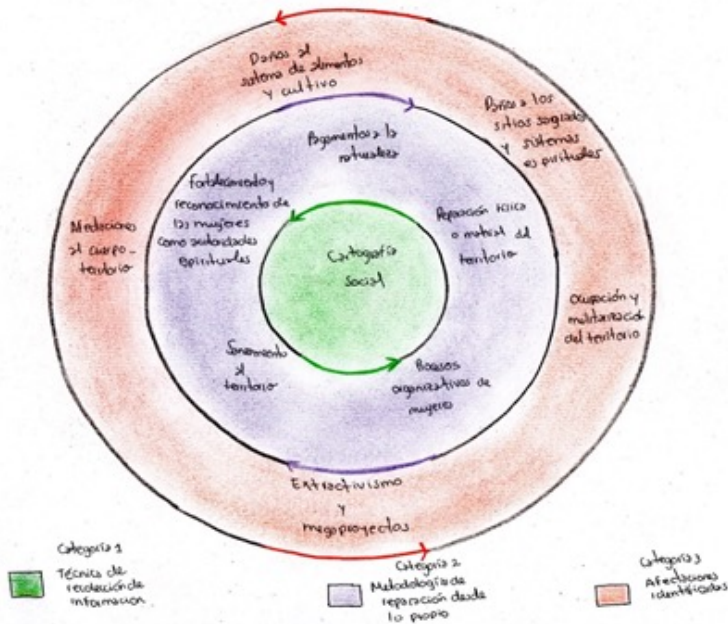 Daños al
sistema de alimentos
y cultivo
Daños a los
sitios sagrados
y sistemas
espirituales
Pagamentos a la
naturaleza
Fortalecimiento y
reconocimiento de
las mujeres
como autoridades
espirituales
Reparación física
o material del
territorio
Afectaciones
al cuerpo-
territorio
Cartografía
Social
Ocupación y
militarización
del territorio
Saneamiento
al
territorio
Procesos
organizativos de
mujeres
Extractivismo
y
megaproyectos
Categoría 1
Técnica de
recolección de
información
Categoría 2
Metodología de
reparación desde
lo propio
Categoría 3
Afectaciones
identificadas